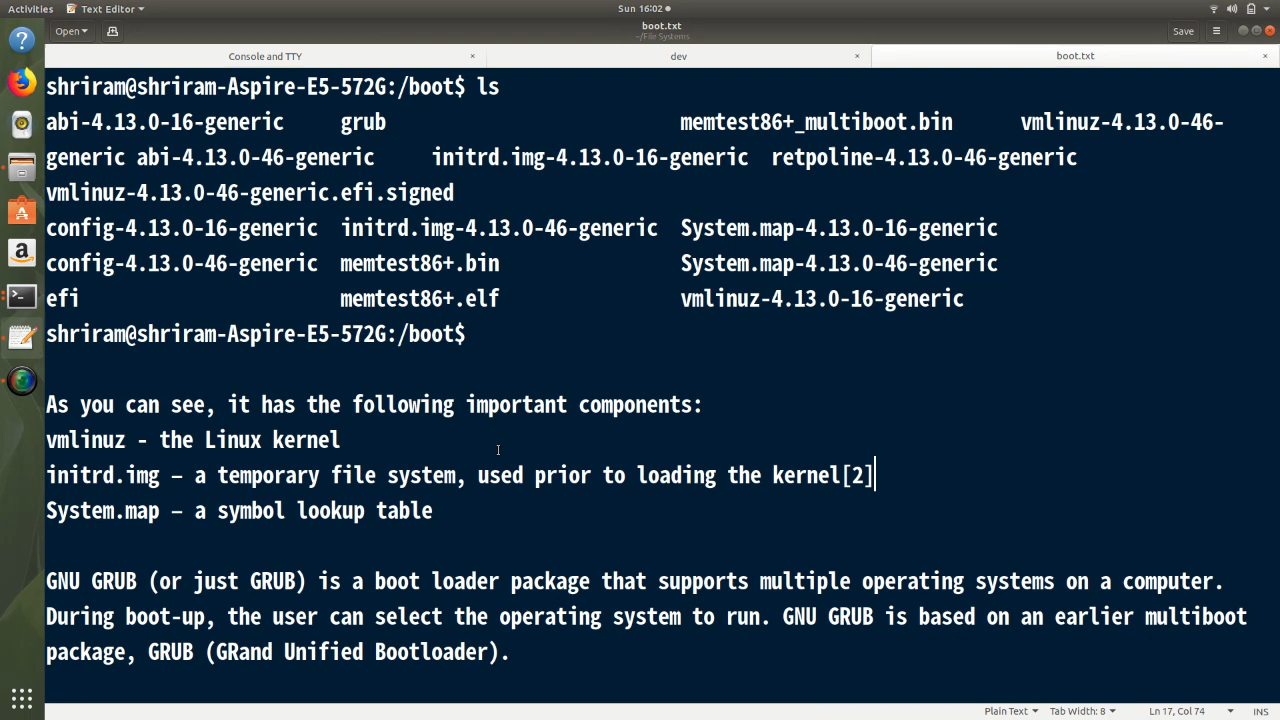 Activities Text Editor Sun 16:02
Open boot.txt Save
~/File Systems
Console and TTY dev boot.txt
shriram@shriram-Aspire-E5-572G:/boot$ ls
abi-4.13.0-16-generic grub memtest86+_multiboot.bin vmlinuz-4.13.0-46-
generic abi-4.13.0-46-generic initrd.img-4.13.0-16-generic retpoline-4.13.0-46-generic
vmlinuz-4.13.0-46-generic.efi.signed
config-4.13.0-16-generic initrd.img-4.13.0-46-generic System.map-4.13.0-16-generic
config-4.13.0-46-generic memtest86+.bin System.map-4.13.0-46-generic
efi memtest86+.elf vmlinuz-4.13.0-16-generic
shriram@shriram-Aspire-E5-572G:/boot$
As you can see, it has the following important components:
vmlinuz - the Linux kernel
initrd.img – a temporary file system, used prior to loading the kernel[2]
System.map – a symbol lookup table
GNU GRUB (or just GRUB) is a boot loader package that supports multiple operating systems on a computer.
During boot-up, the user can select the operating system to run. GNU GRUB is based on an earlier multiboot
package, GRUB (GRand Unified Bootloader).
Plain Text Tab Width: 8 Ln 17, Col 74 INS